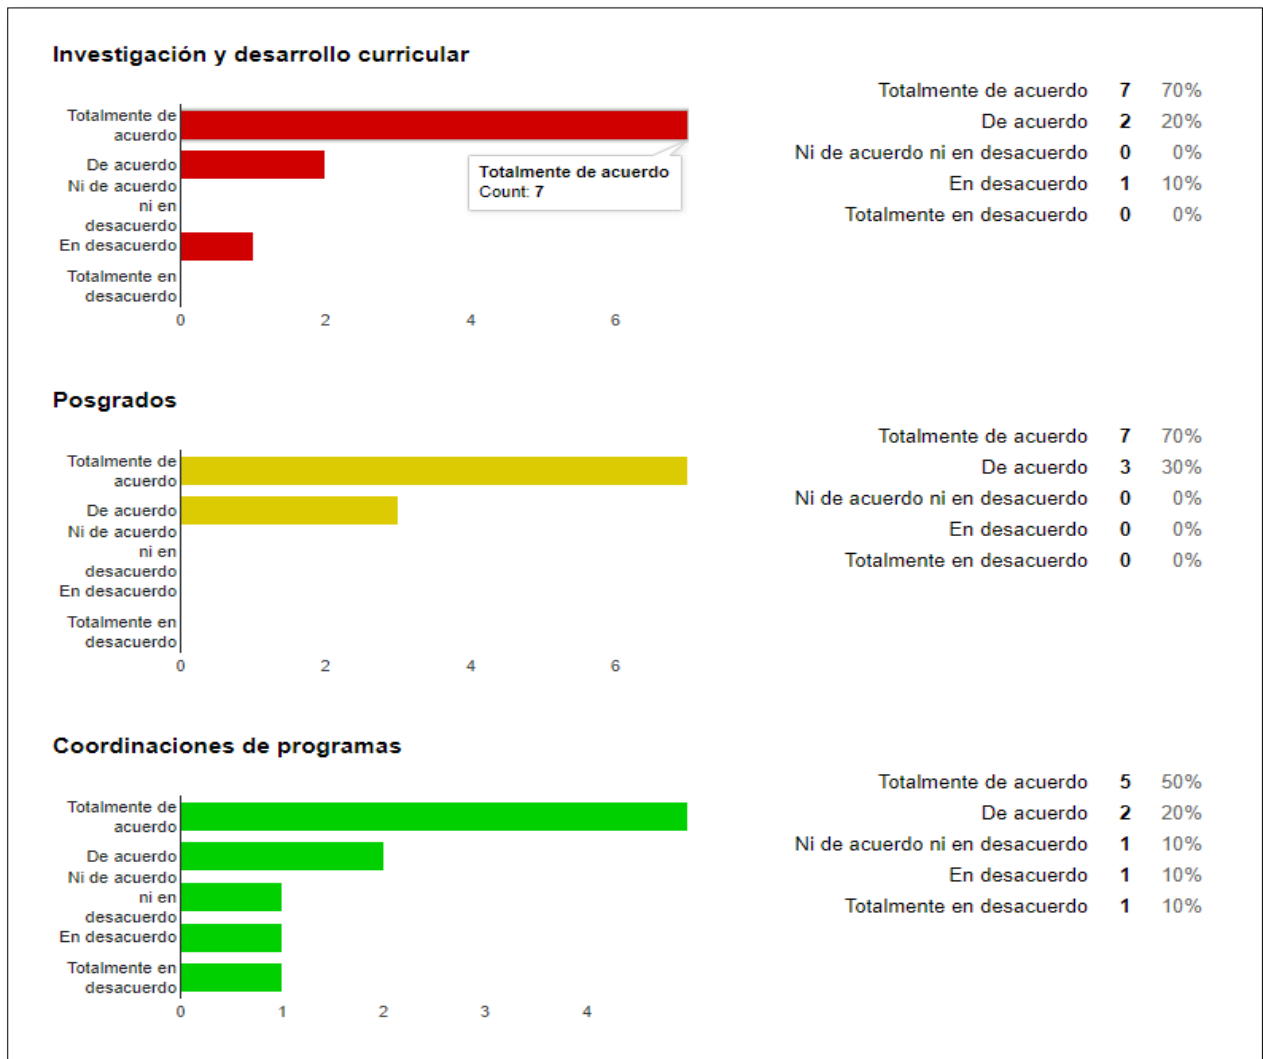 Investigación y desarrollo curricular
Totalmente de
acuerdo
De acuerdo
Ni de acuerdo
ni en
desacuerdo
En desacuerdo
Totalmente en
desacuerdo
0 2 4 6
Totalmente de acuerdo
Count: 7
Totalmente de acuerdo 7 70%
De acuerdo 2 20%
Ni de acuerdo ni en desacuerdo 0 0%
En desacuerdo 1 10%
Totalmente en desacuerdo 0 0%
Posgrados
Totalmente de
acuerdo
De acuerdo
Ni de acuerdo
ni en
desacuerdo
En desacuerdo
Totalmente en
desacuerdo
0 2 4 6
Totalmente de acuerdo 7 70%
De acuerdo 3 30%
Ni de acuerdo ni en desacuerdo 0 0%
En desacuerdo 0 0%
Totalmente en desacuerdo 0 0%
Coordinaciones de programas
Totalmente de
acuerdo
De acuerdo
Ni de acuerdo
ni en
desacuerdo
En desacuerdo
Totalmente en
desacuerdo
0 1 2 3 4
Totalmente de acuerdo 5 50%
De acuerdo 2 20%
Ni de acuerdo ni en desacuerdo 1 10%
En desacuerdo 1 10%
Totalmente en desacuerdo 1 10%